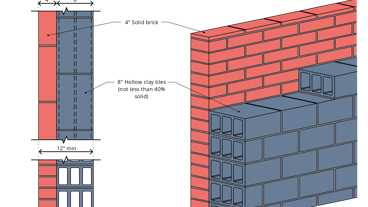 4" Solid brick
8" Hollow clay tiles
(not less than 40%
solid)
12" min